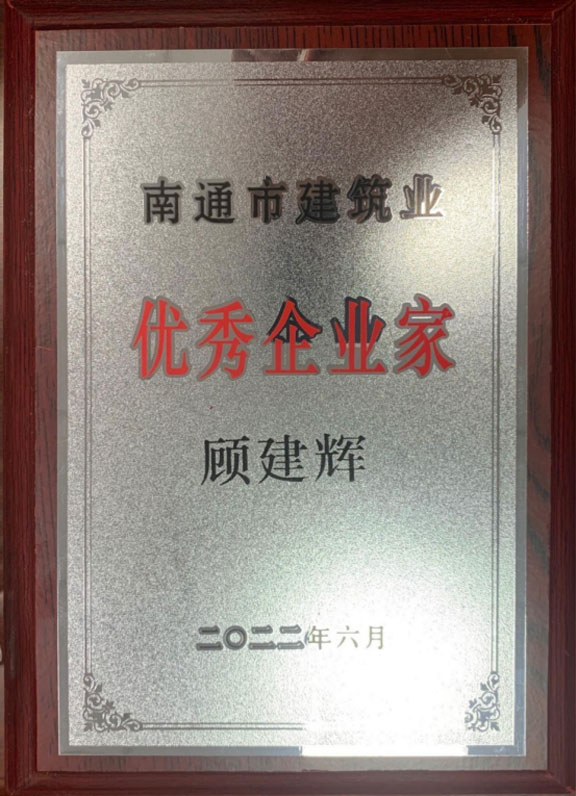 南通市建筑业
优秀企业家
顾建辉
二〇二二年六月